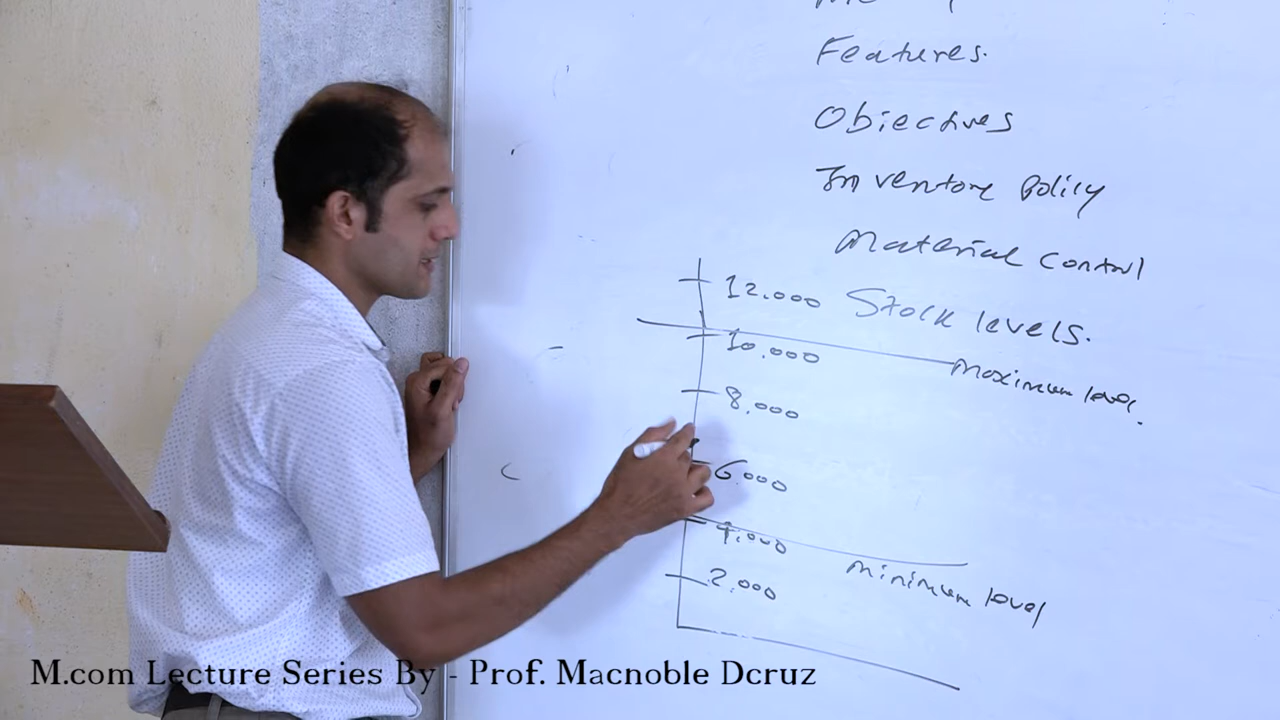 Features.
Objectives
Inventory Policy
Material Control
12.000 Stock levels.
10.000
Maximum level.
8.000
6.000
4.000
Minimum level
2.000
M.com Lecture Series By - Prof. Macnoble Dcruz